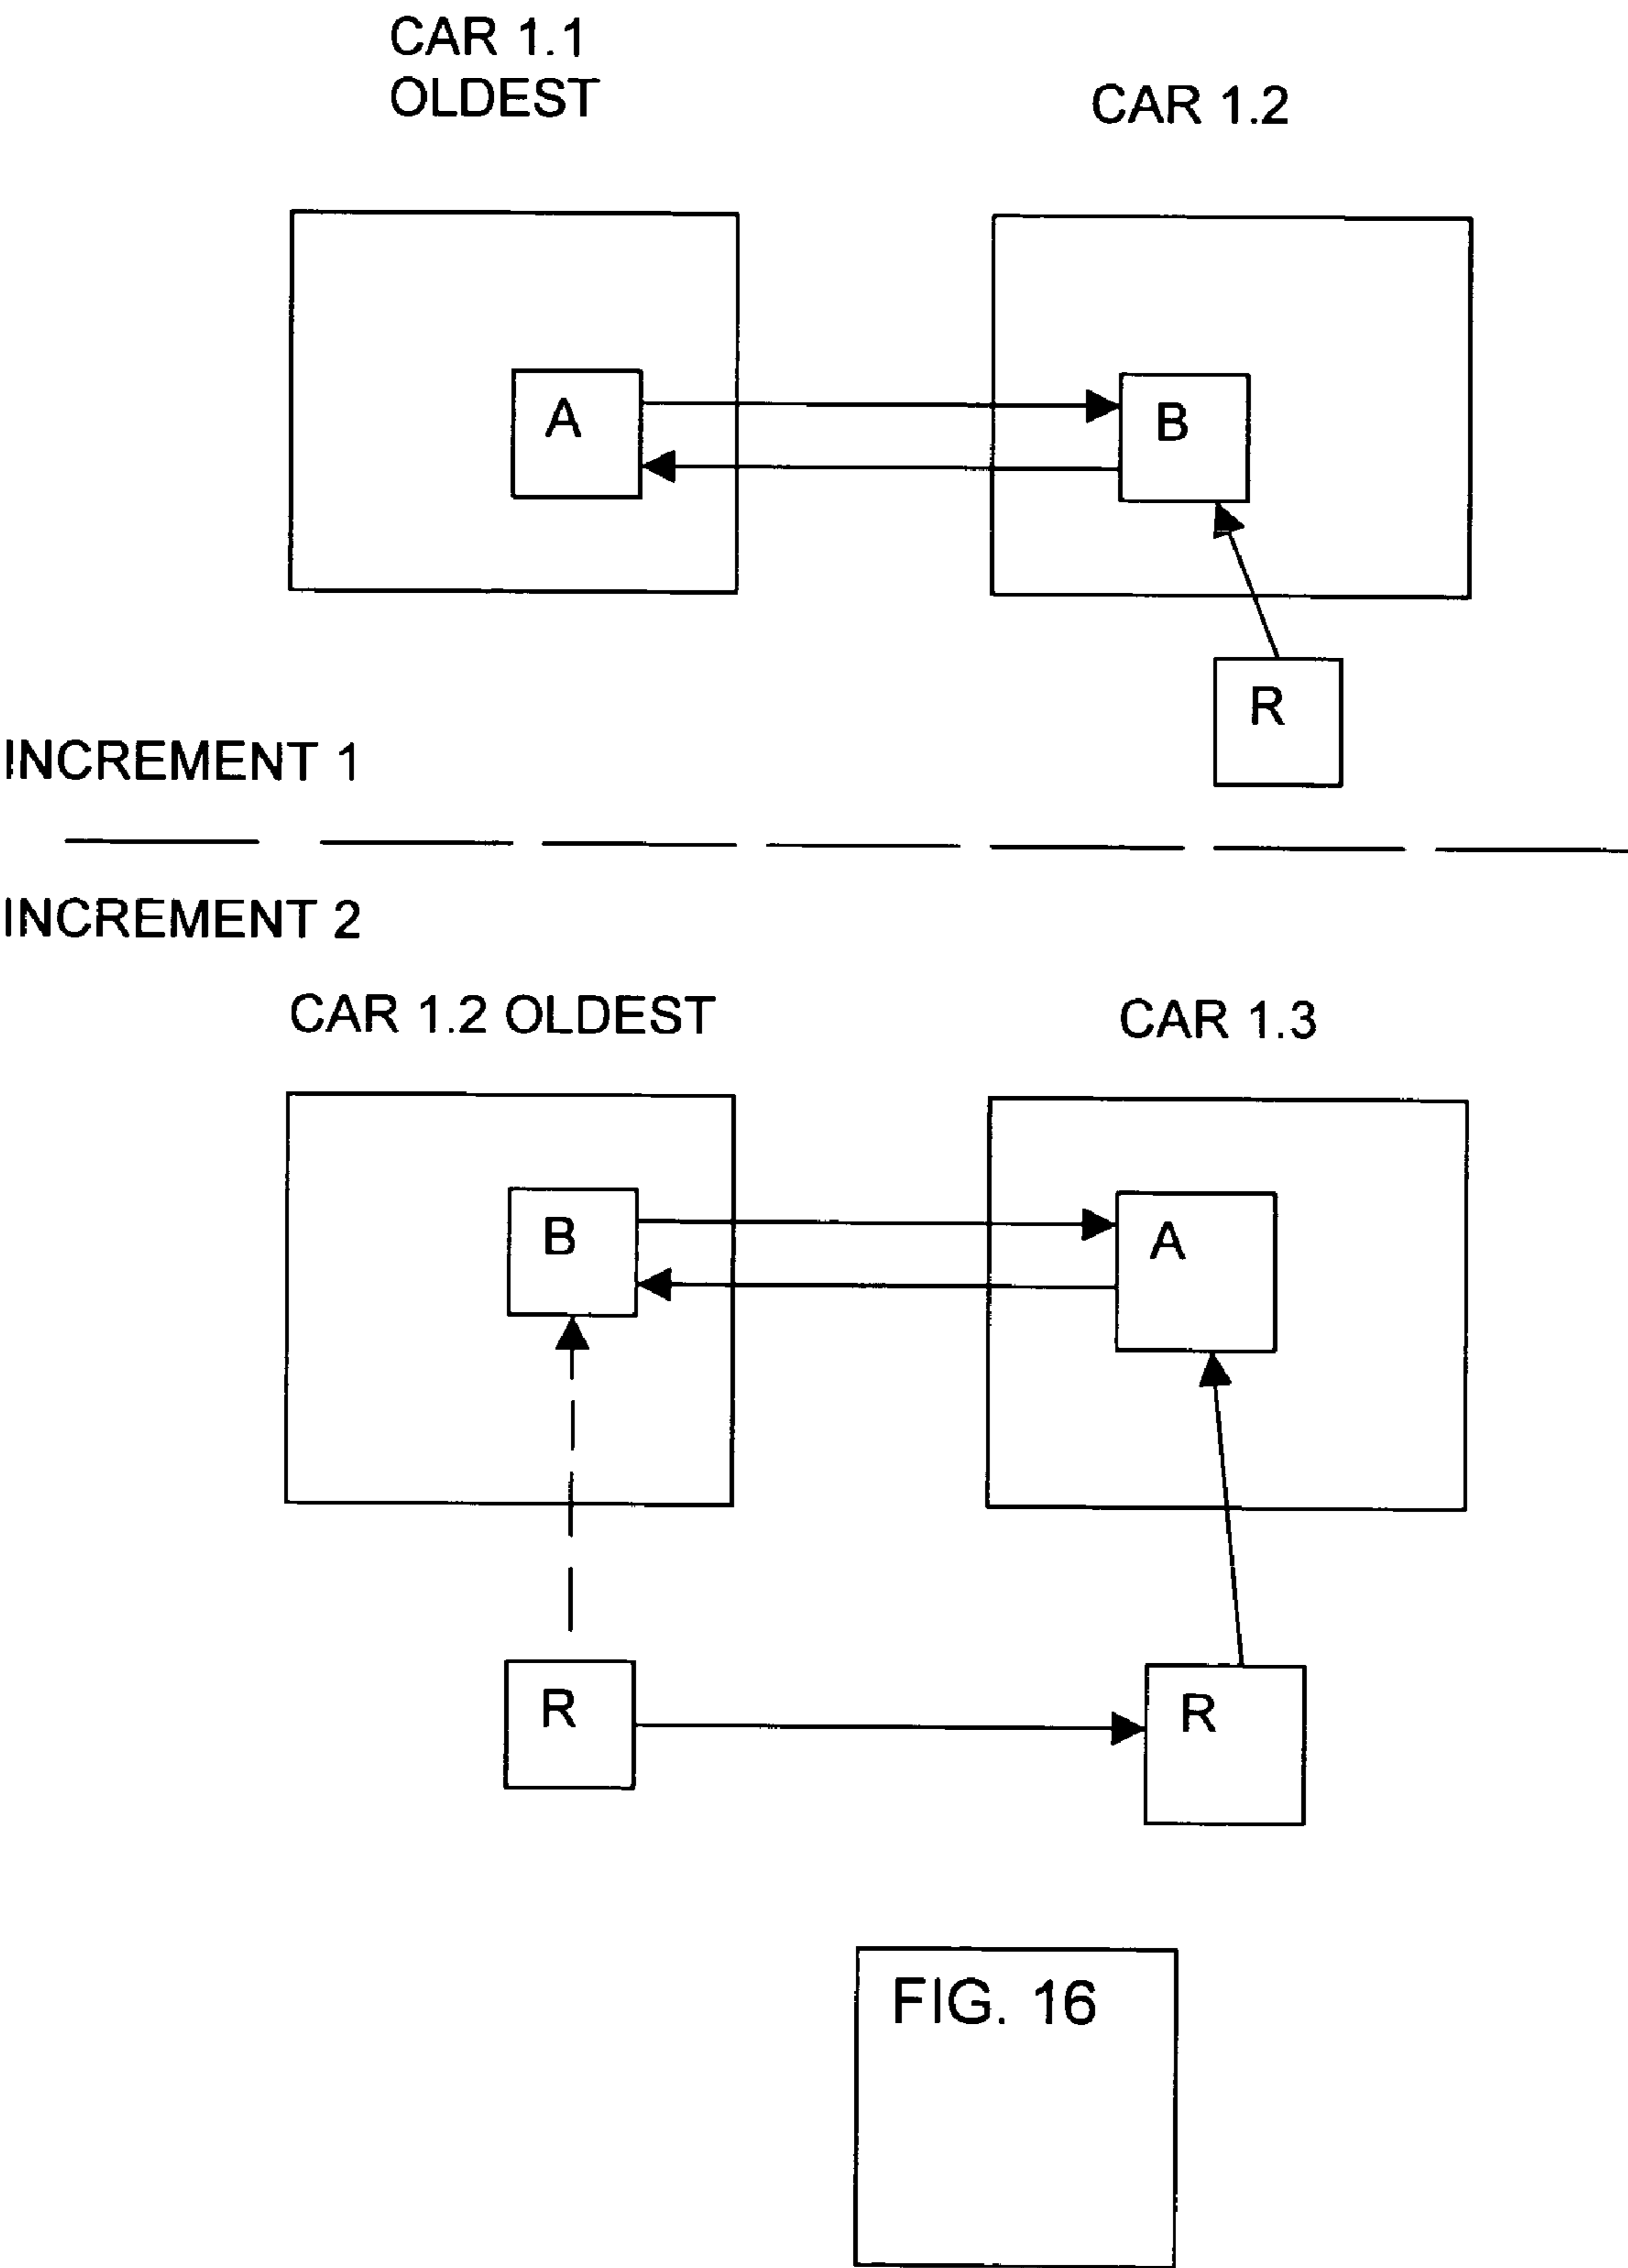 CAR 1.1
OLDEST
CAR 1.2
A
B
R
INCREMENT 1
INCREMENT 2
CAR 1.2 OLDEST
CAR 1.3
B
A
R
R
FIG. 16